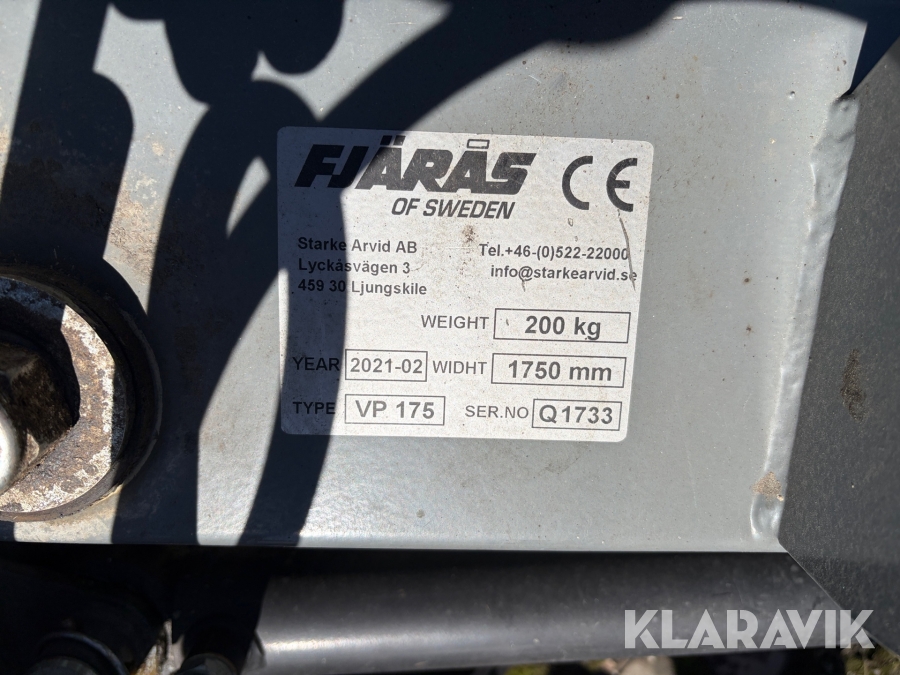 FJÄRÅS CE
OF SWEDEN
Starke Arvid AB Tel.+46-(0)522-22000
Lyckåsvägen 3 info@starkearvid.se
459 30 Ljungskile
WEIGHT 200 kg
YEAR 2021-02 WIDHT 1750 mm
TYPE VP 175 SER.NO Q1733
KLARAVIK